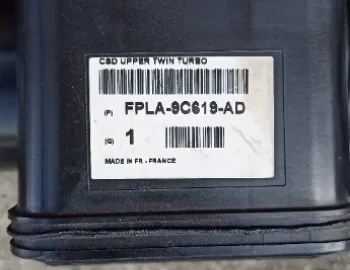 CSD UPPER TWIN TURBO
(P) FPLA-9C619-AD
(Q) 1
MADE IN FR - FRANCE